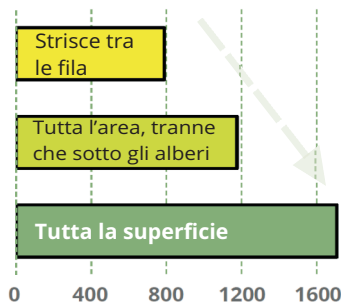 Strisce tra
le fila
Tutta l'area, tranne
che sotto gli alberi
Tutta la superficie
0 400 800 1200 1600